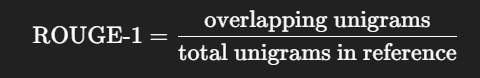 ROUGE-1 = overlapping unigrams / total unigrams in reference